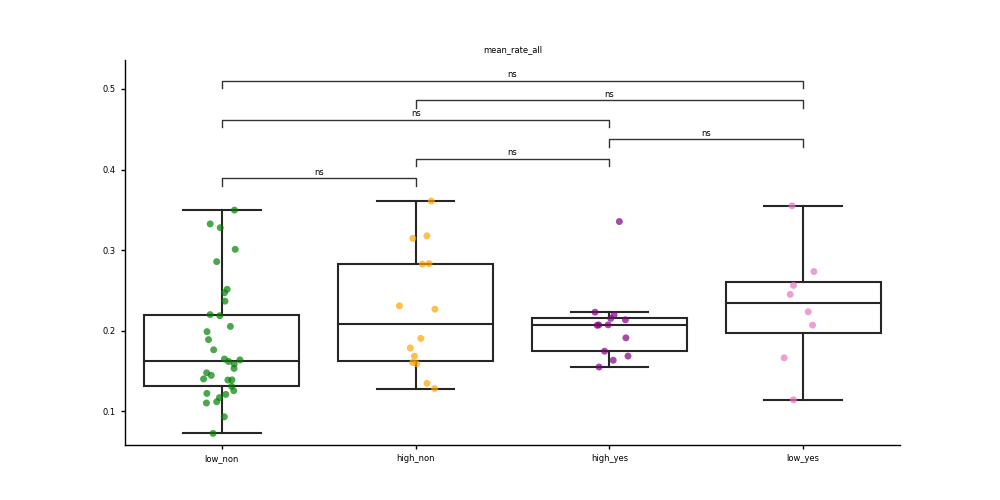 mean_rate_all
0.5
0.4
0.3
0.2
0.1
ns
ns
ns
ns
ns
ns
low_non
high_non
high_yes
low_yes